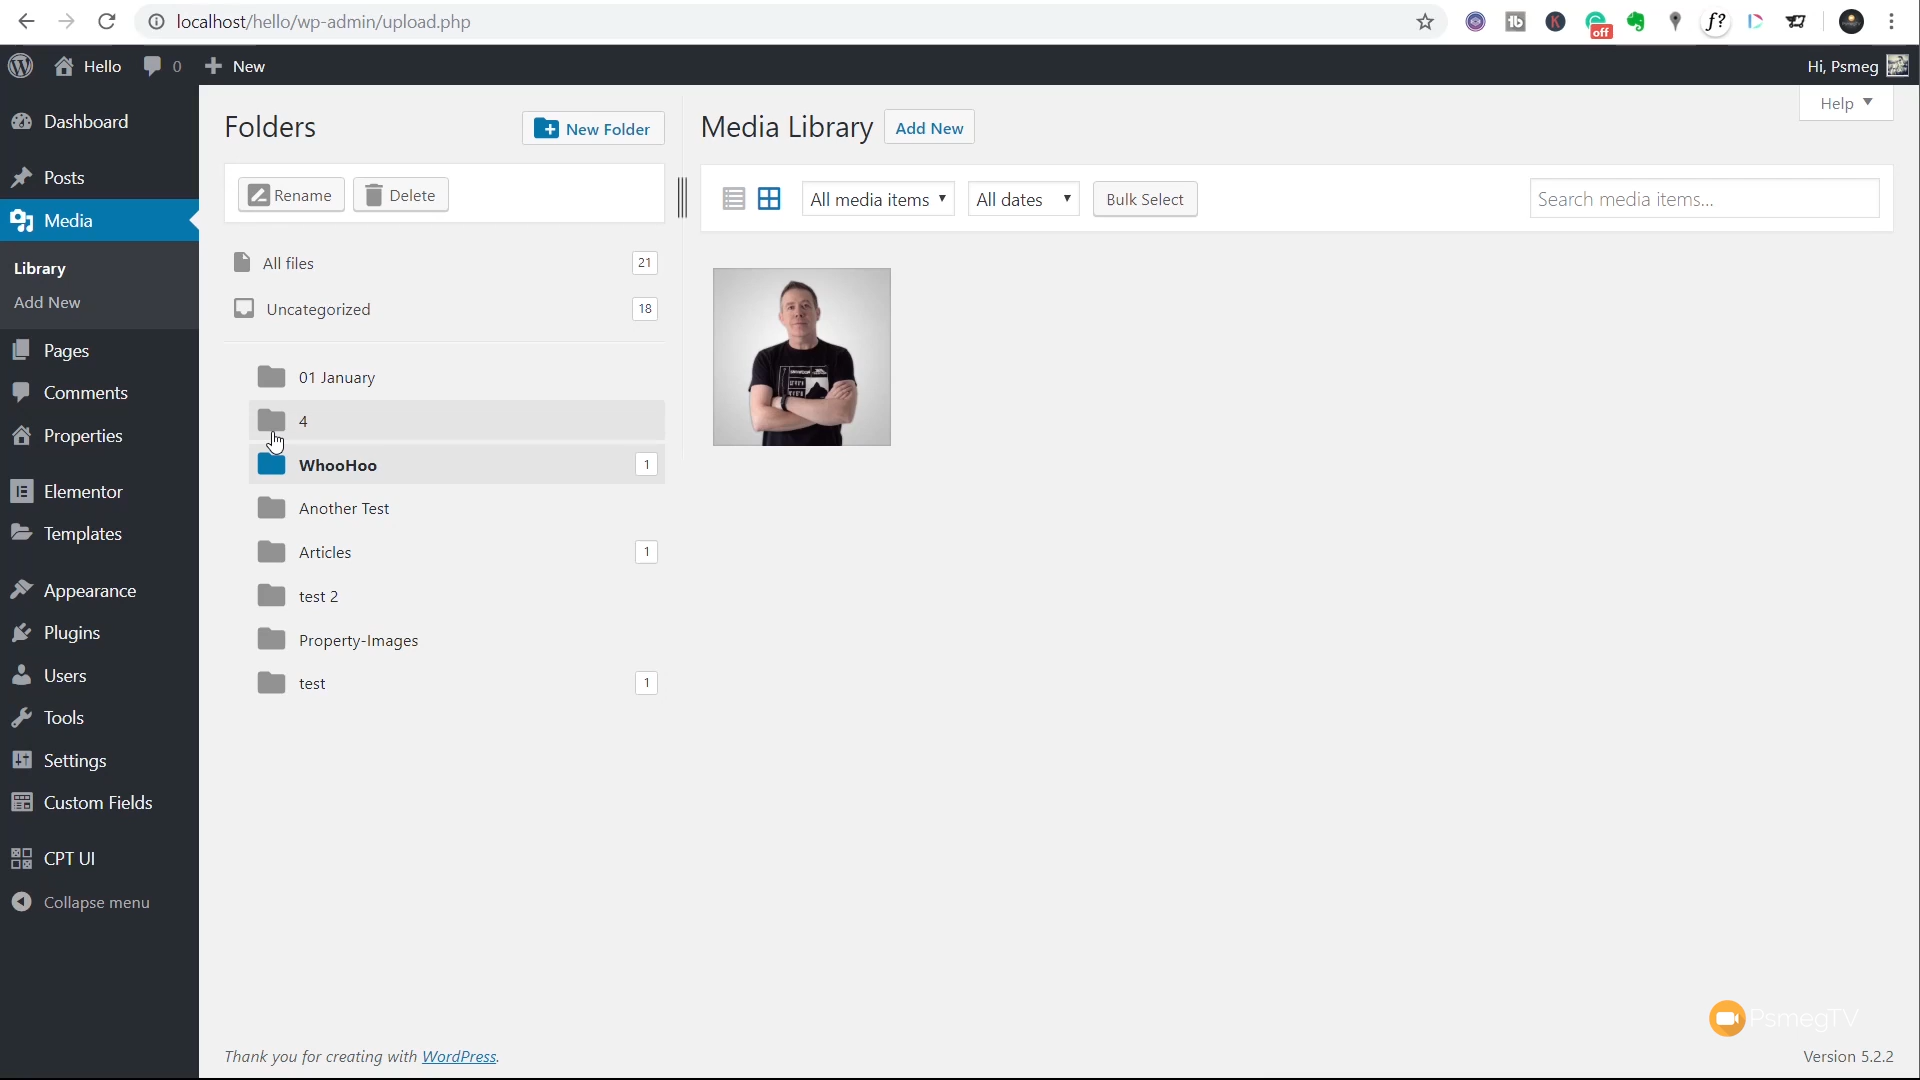 localhost/hello/wp-admin/upload.php
off
f?
Hello
0
New
Hi, Psmeg
Help
Dashboard
Posts
Media
Library
Add New
Pages
Comments
Properties
Elementor
Templates
Appearance
Plugins
Users
Tools
Settings
Custom Fields
CPT UI
Collapse menu
Folders
New Folder
Rename
Delete
All files
21
Uncategorized
18
01 January
4
WhooHoo
1
Another Test
Articles
1
test 2
Property-Images
test
1
Media Library
Add New
All media items
All dates
Bulk Select
Search media items...
PsmegTV
Thank you for creating with WordPress.
Version 5.2.2